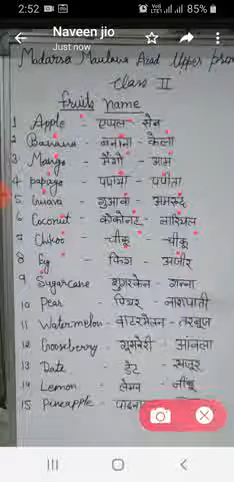 2:52 85%
Naveen jio
Just now
Madarsa Maulana Azad Upper
Class II
fruits name
1 Apple - एप्पल - सेब
2 Banana - बनाना - केला
3 Mango - मैंगो - आम
4 papaya - पपाया - पपीता
5 Guava - गुआवा - अमरूद
6 Coconut - कोकोनट - नारियल
7 Chikoo - चीकू - चीकू
8 Fig - फिग - अंजीर
9 Sugarcane शुगरकेन - गन्ना
10 Pear - पियर - नाशपाती
11 Watermelon - वाटरमेलन - तरबूज
12 Gooseberry - गूसबेरी - आंवला
13 Date - डेट - खजूर
14 Lemon - लेमन - नींबू
15 Pineapple -